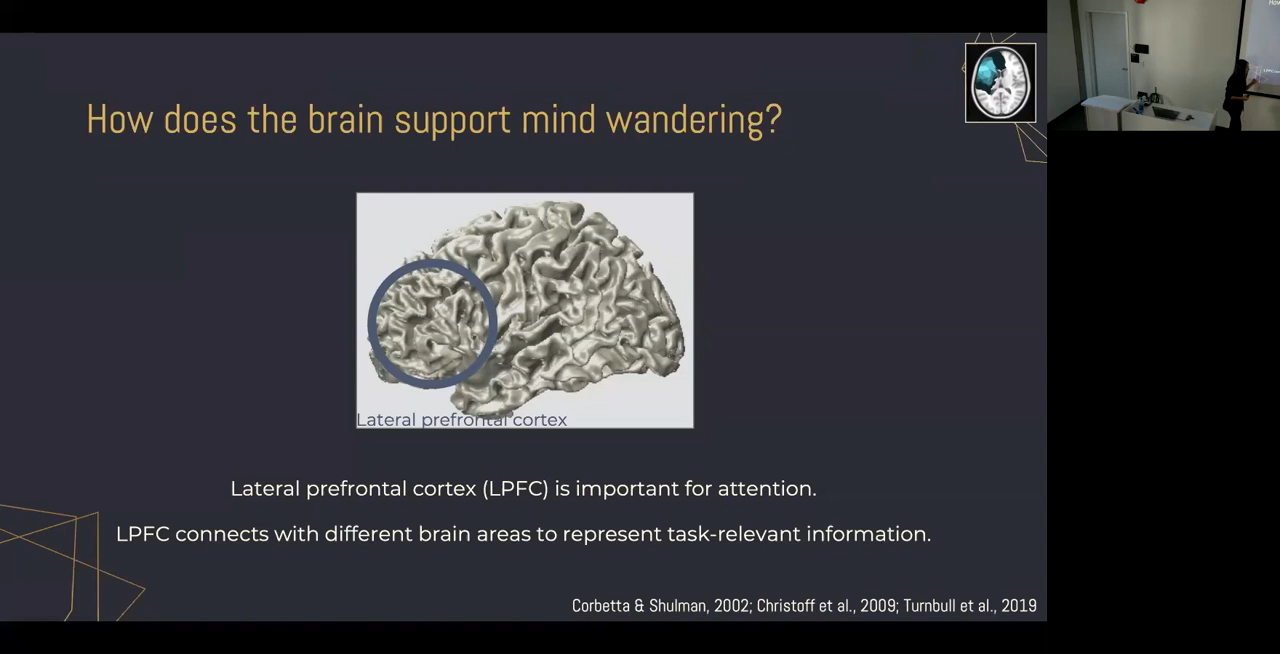 How does the brain support mind wandering?
Lateral prefrontal cortex
Lateral prefrontal cortex (LPFC) is important for attention.
LPFC connects with different brain areas to represent task-relevant information.
Corbetta & Shulman, 2002; Christoff et al., 2009; Turnbull et al., 2019